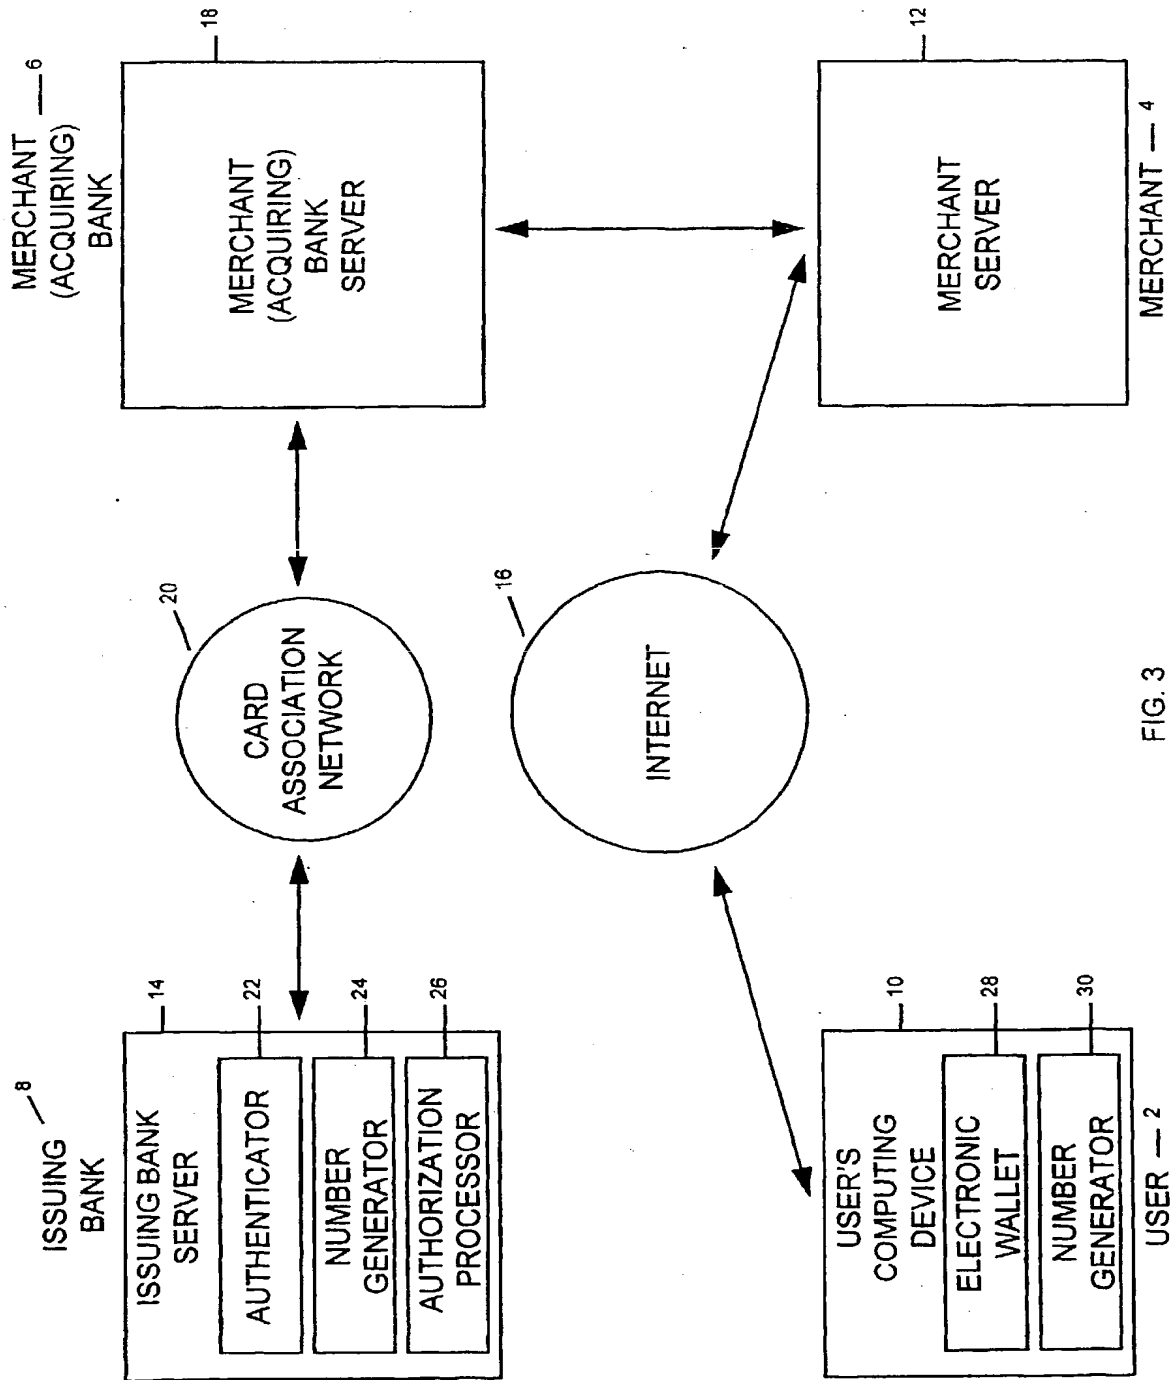 ISSUING
BANK
8
ISSUING BANK
SERVER
14
AUTHENTICATOR
22
NUMBER
GENERATOR
24
AUTHORIZATION
PROCESSOR
26
CARD
ASSOCIATION
NETWORK
20
MERCHANT
(ACQUIRING)
BANK
6
MERCHANT
(ACQUIRING)
BANK
SERVER
18
INTERNET
16
USER'S
COMPUTING
DEVICE
10
ELECTRONIC
WALLET
28
NUMBER
GENERATOR
30
USER
2
MERCHANT
SERVER
12
MERCHANT
4
FIG. 3